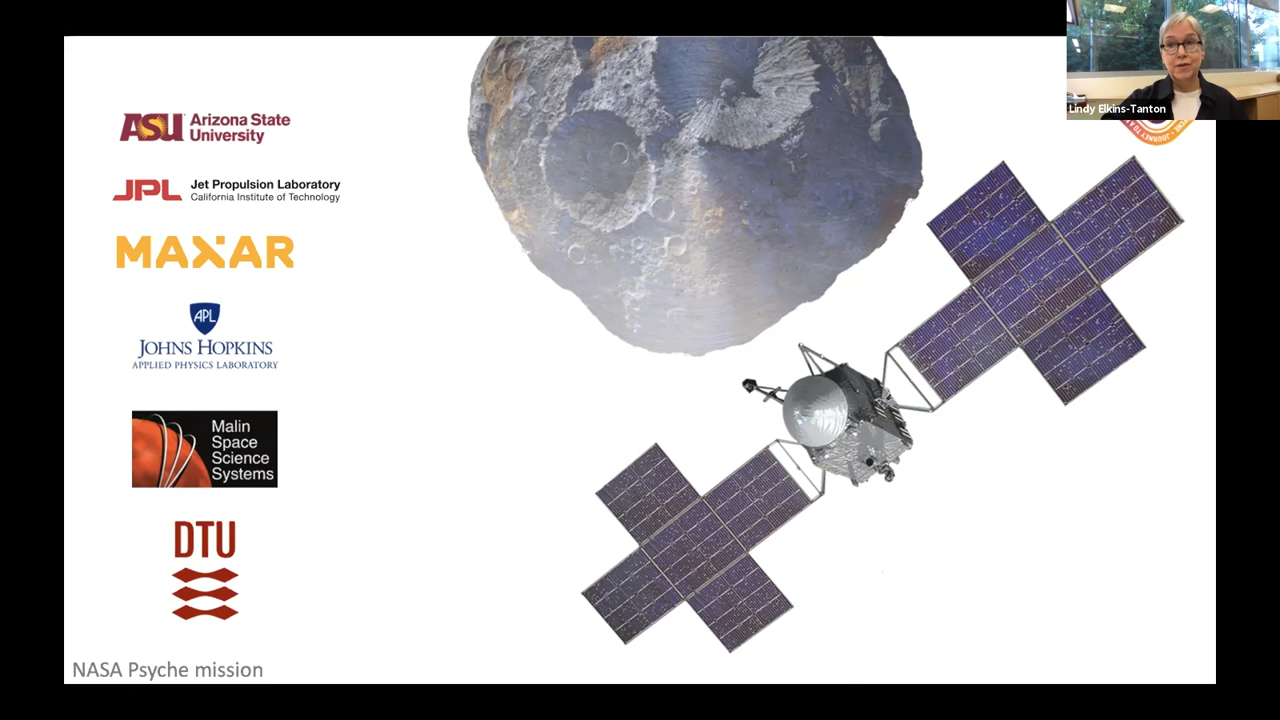 Lindy Elkins-Tanton
ASU Arizona State
University
JPL Jet Propulsion Laboratory
California Institute of Technology
MAXAR
APL
JOHNS HOPKINS
APPLIED PHYSICS LABORATORY
Malin
Space
Science
Systems
DTU
NASA Psyche mission